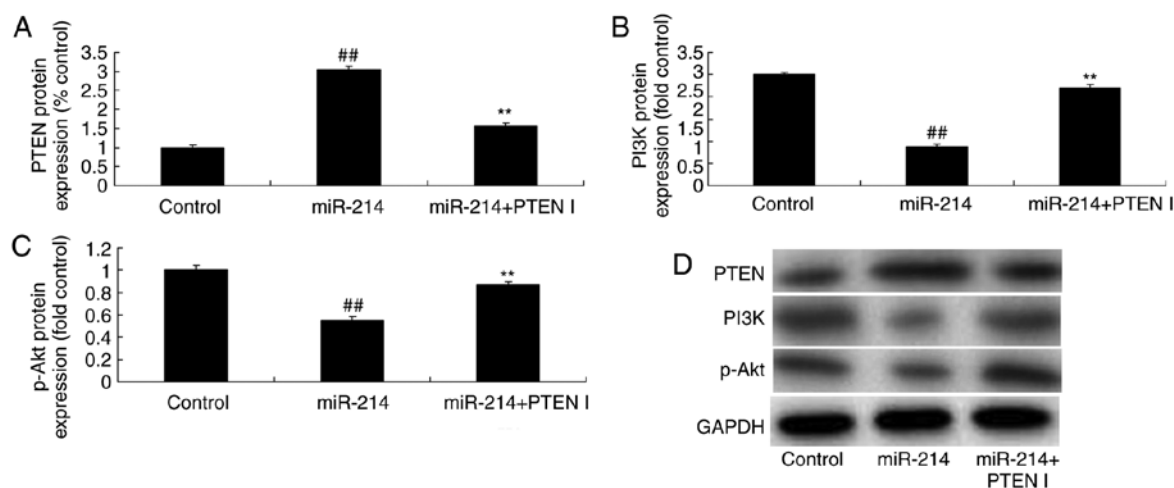 A
PTEN protein
expression (% control)
3.5
3
2.5
2
1.5
1
0.5
0
##
**
Control
miR-214
miR-214+PTEN I
B
PI3K protein
expression (fold control)
3.5
3
2.5
2
1.5
1
0.5
0
##
**
Control
miR-214
miR-214+PTEN I
C
p-Akt protein
expression (fold control)
1.2
1
0.8
0.6
0.4
0.2
0
##
**
Control
miR-214
miR-214+PTEN I
D
PTEN
PI3K
p-Akt
GAPDH
Control
miR-214
miR-214+
PTEN I